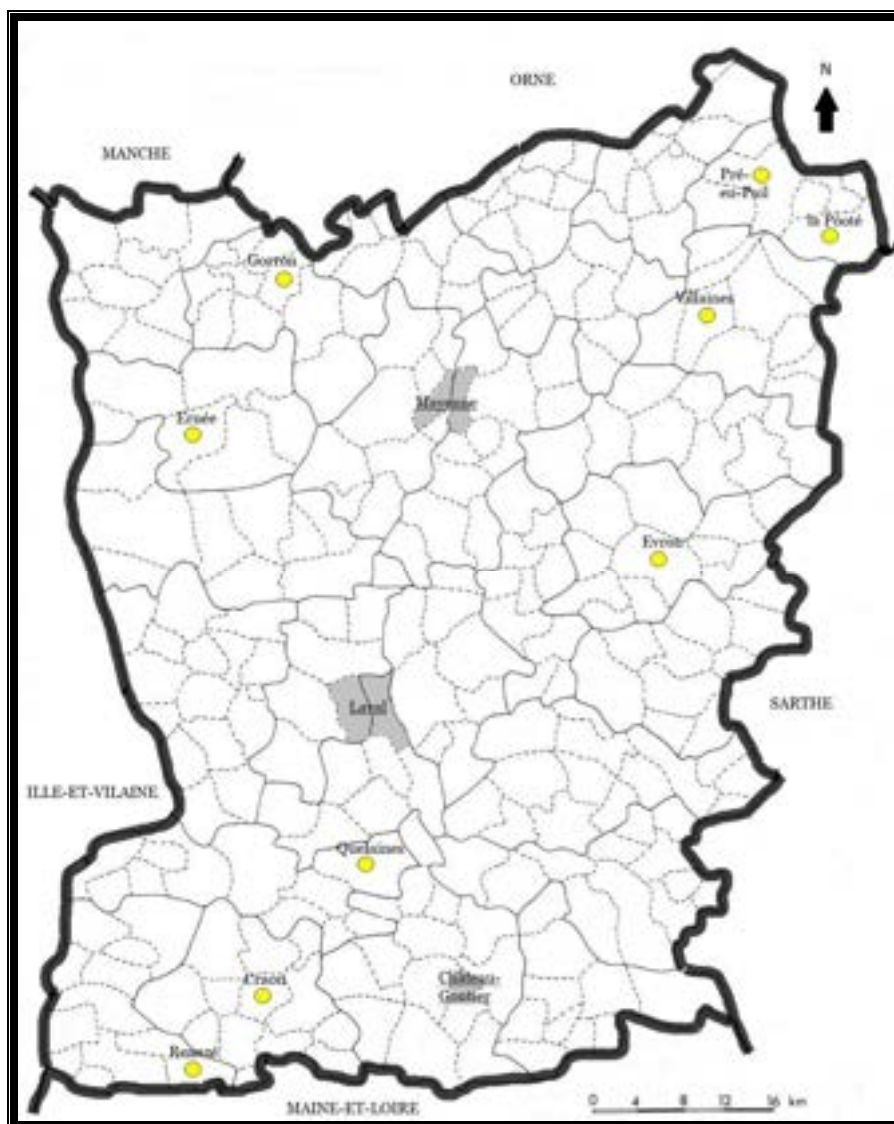 ORNE
N
MANCHE
Pré-
en-Pail
la Pooté
Gorron
Villaines
Mayenne
Ernée
Evron
Laval
SARTHE
ILLE-ET-VILAINE
Quelaines
Craon
Château-
Gontier
Renazé
MAINE-ET-LOIRE
0 4 8 12 16 km